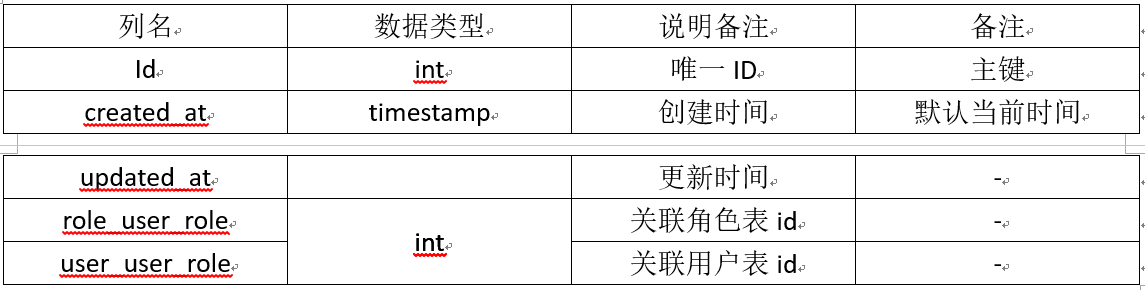 列名 数据类型 说明备注 备注
Id int 唯一 ID 主键
created_at timestamp 创建时间 默认当前时间
updated_at 更新时间 -
role_user_role int 关联角色表 id -
user_user_role 关联用户表 id -